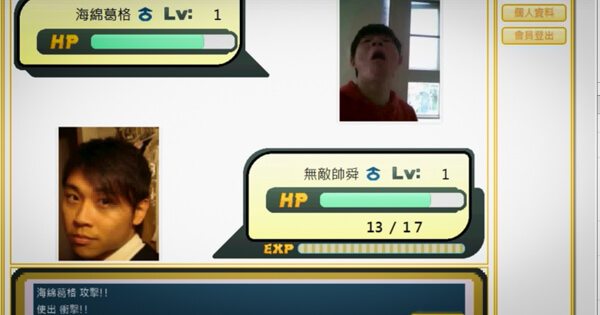 海綿葛格 Lv: 1
HP
個人資料
會員登出
無敵帥舜 Lv: 1
HP
13 / 17
EXP
海綿葛格 攻擊!!
使出 衝擊!!